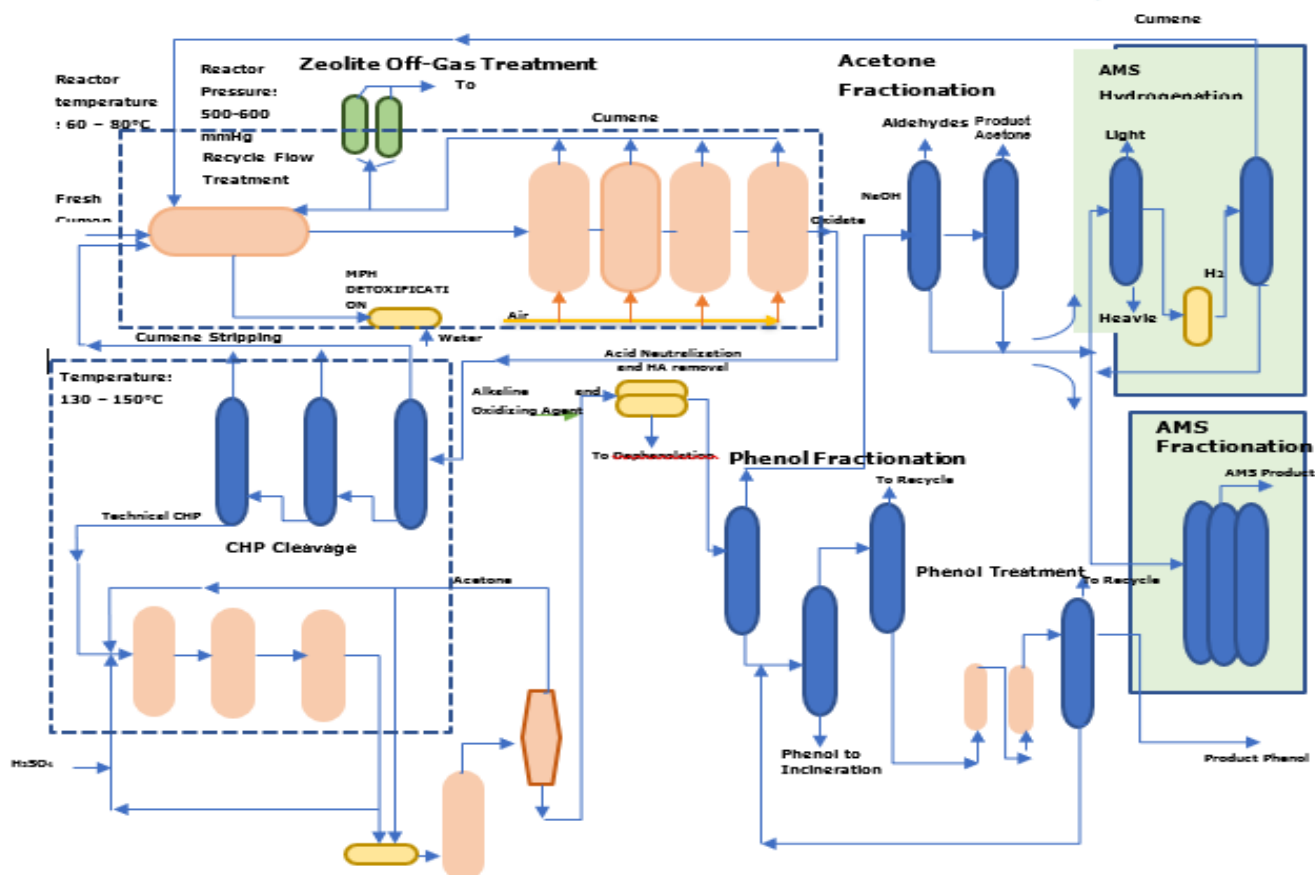 Cumene
Zeolite Off-Gas Treatment
To
Acetone
Fractionation
AMS
Hydrogenation
Reactor
temperature
: 60 – 80°C
Reactor
Pressure:
500-600
mmHg
Recycle Flow
Treatment
Cumene
Aldehydes
Product
Acetone
Light
Fresh
NaOH
Oxidate
MPH
DETOXIFICATI
ON
H₂
Air
Heavie
Cumene Stripping
Water
Acid Neutralization
and HA removal
Temperature:
130 – 150°C
Alkaline and
Oxidizing Agent
AMS
Fractionation
To Dephenolation
Phenol Fractionation
AMS Product
To Recycle
Technical CHP
CHP Cleavage
Acetone
Phenol Treatment
To Recycle
H₂SO₄
Phenol to
Incineration
Product Phenol